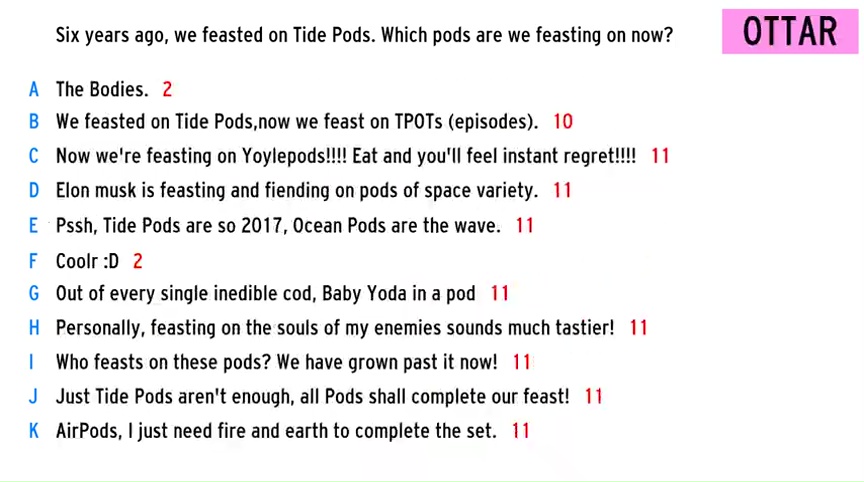 Six years ago, we feasted on Tide Pods. Which pods are we feasting on now?
OTTAR
A The Bodies. 2
B We feasted on Tide Pods,now we feast on TPOTs (episodes). 10
C Now we're feasting on Yoylepods!!!! Eat and you'll feel instant regret!!!! 11
D Elon musk is feasting and fiending on pods of space variety. 11
E Pssh, Tide Pods are so 2017, Ocean Pods are the wave. 11
F Coolr :D 2
G Out of every single inedible cod, Baby Yoda in a pod 11
H Personally, feasting on the souls of my enemies sounds much tastier! 11
I Who feasts on these pods? We have grown past it now! 11
J Just Tide Pods aren't enough, all Pods shall complete our feast! 11
K AirPods, I just need fire and earth to complete the set. 11